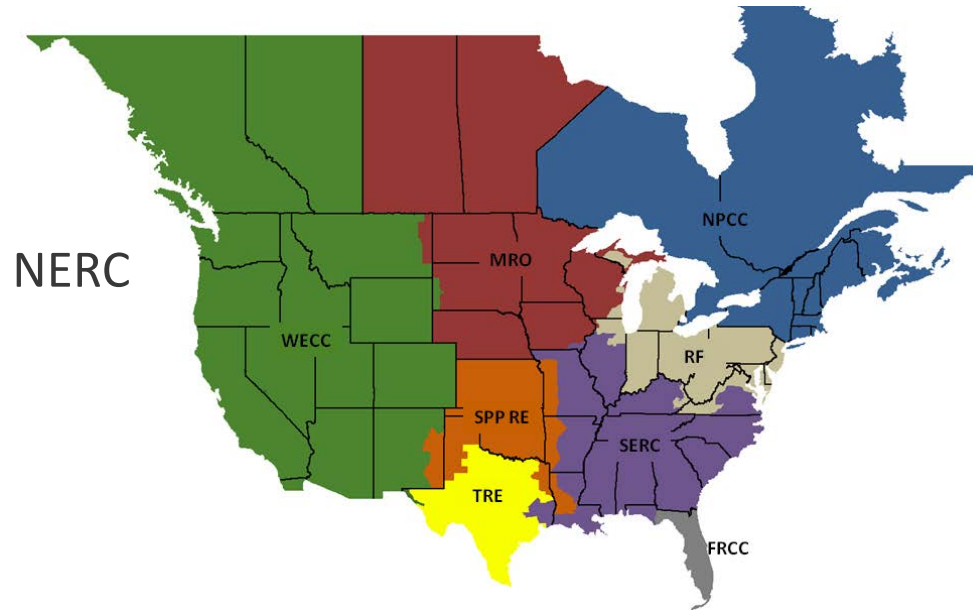 NPCC
MRO
NERC
WECC
RF
SPP RE
SERC
TRE
FRCC